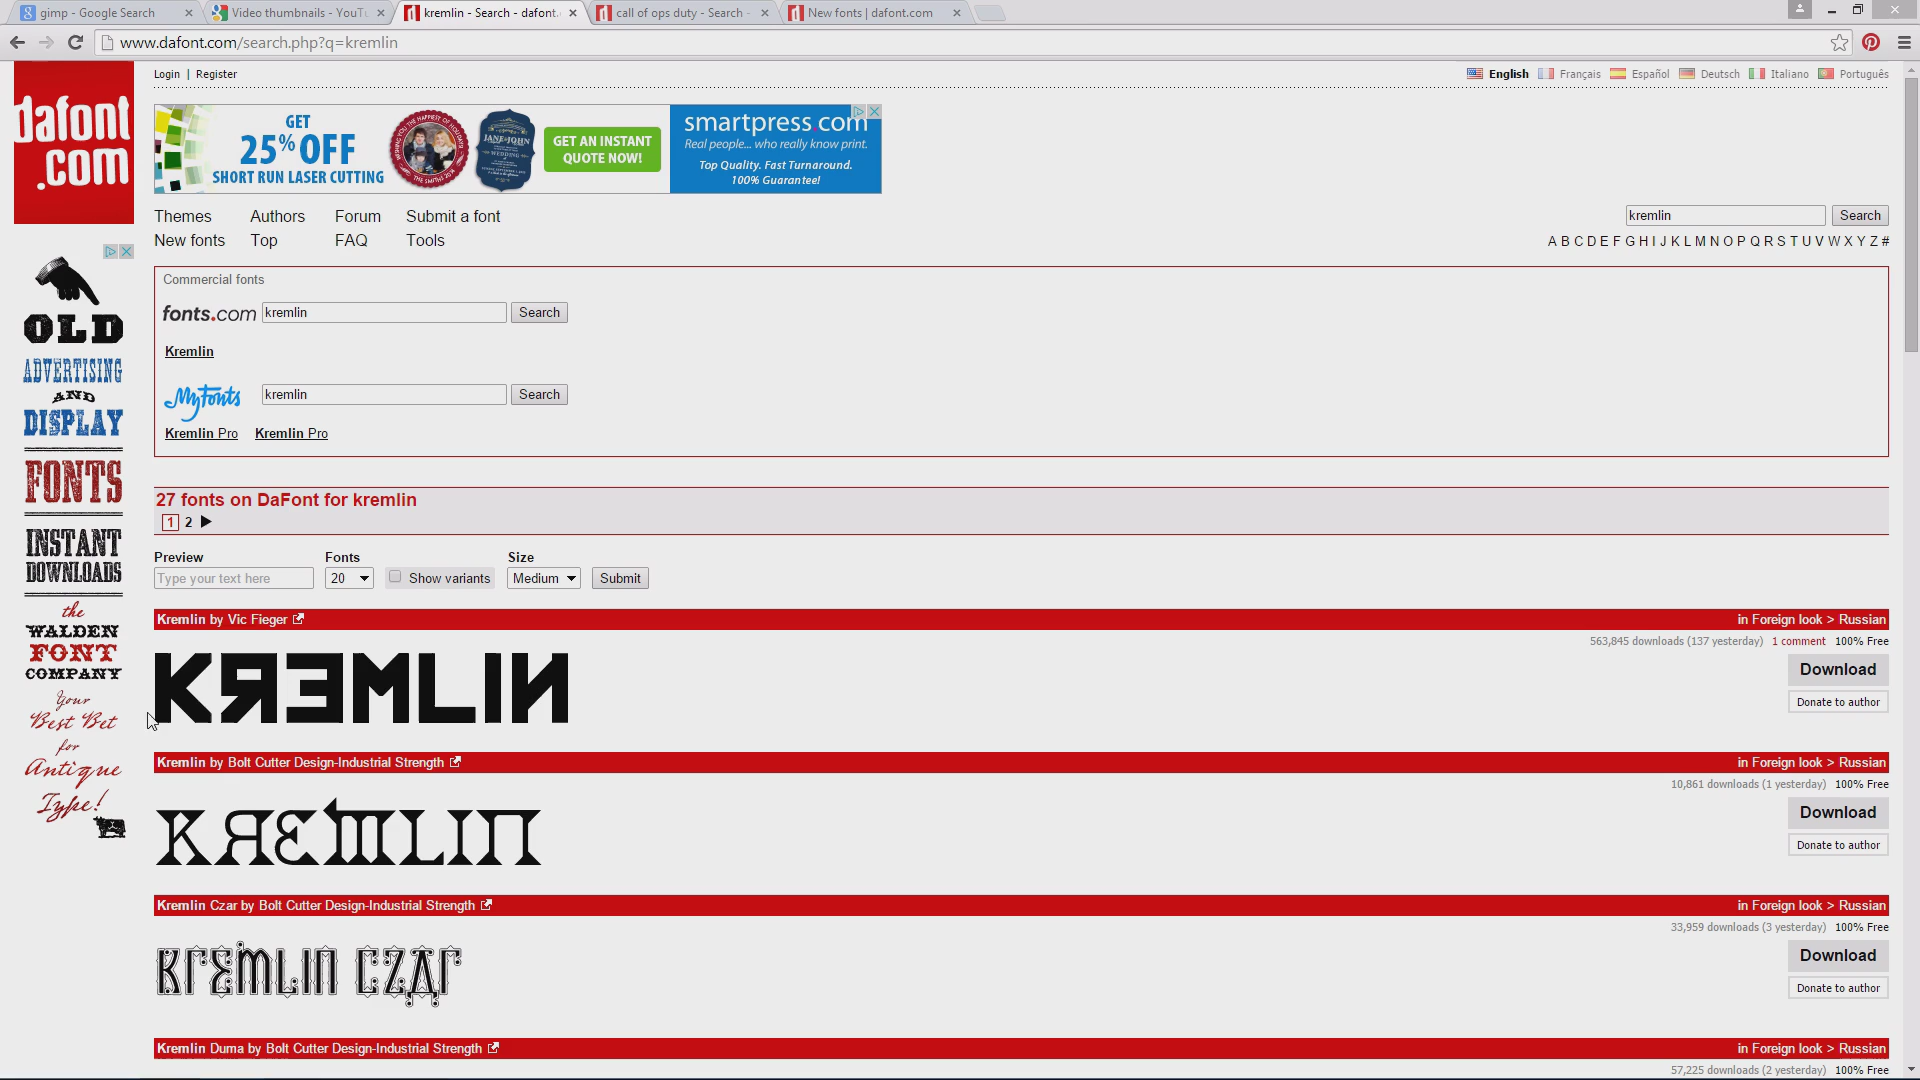 gimp - Google Search
Video thumbnails - YouTu
kremlin - Search - dafont.
call of ops duty - Search -
New fonts | dafont.com
www.dafont.com/search.php?q=kremlin
dafont
.com
Login | Register
English Français Español Deutsch Italiano Português
GET
25% OFF
SHORT RUN LASER CUTTING
JANE & JOHN
WEDDING
GET AN INSTANT
QUOTE NOW!
smartpress.com
Real people... who really know print.
Top Quality. Fast Turnaround.
100% Guarantee!
Themes Authors Forum Submit a font
New fonts Top FAQ Tools
kremlin Search
A B C D E F G H I J K L M N O P Q R S T U V W X Y Z #
OLD
ADVERTISING
AND
DISPLAY
FONTS
INSTANT
DOWNLOADS
the
WALDEN
FONT
COMPANY
Your
Best Bet
for
Antique
Type!
Commercial fonts
fonts.com kremlin Search
Kremlin
MyFonts kremlin Search
Kremlin Pro Kremlin Pro
27 fonts on DaFont for kremlin
1 2
Preview Fonts Size
Type your text here 20 Show variants Medium Submit
Kremlin by Vic Fieger in Foreign look > Russian
563,845 downloads (137 yesterday) 1 comment 100% Free
KREMLIN
Download
Donate to author
Kremlin by Bolt Cutter Design-Industrial Strength in Foreign look > Russian
10,861 downloads (1 yesterday) 100% Free
KREMLIN
Download
Donate to author
Kremlin Czar by Bolt Cutter Design-Industrial Strength in Foreign look > Russian
33,959 downloads (3 yesterday) 100% Free
KREMLIN CZAR
Download
Donate to author
Kremlin Duma by Bolt Cutter Design-Industrial Strength in Foreign look > Russian
57,225 downloads (2 yesterday) 100% Free